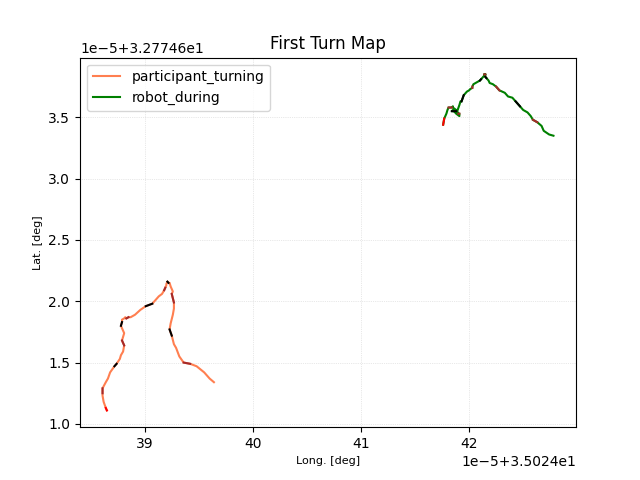 First Turn Map
1e−5+3.27746e1
participant_turning
robot_during
3.5
3.0
2.5
2.0
1.5
1.0
Lat. [deg]
39 40 41 42
Long. [deg]
1e−5+3.5024e1